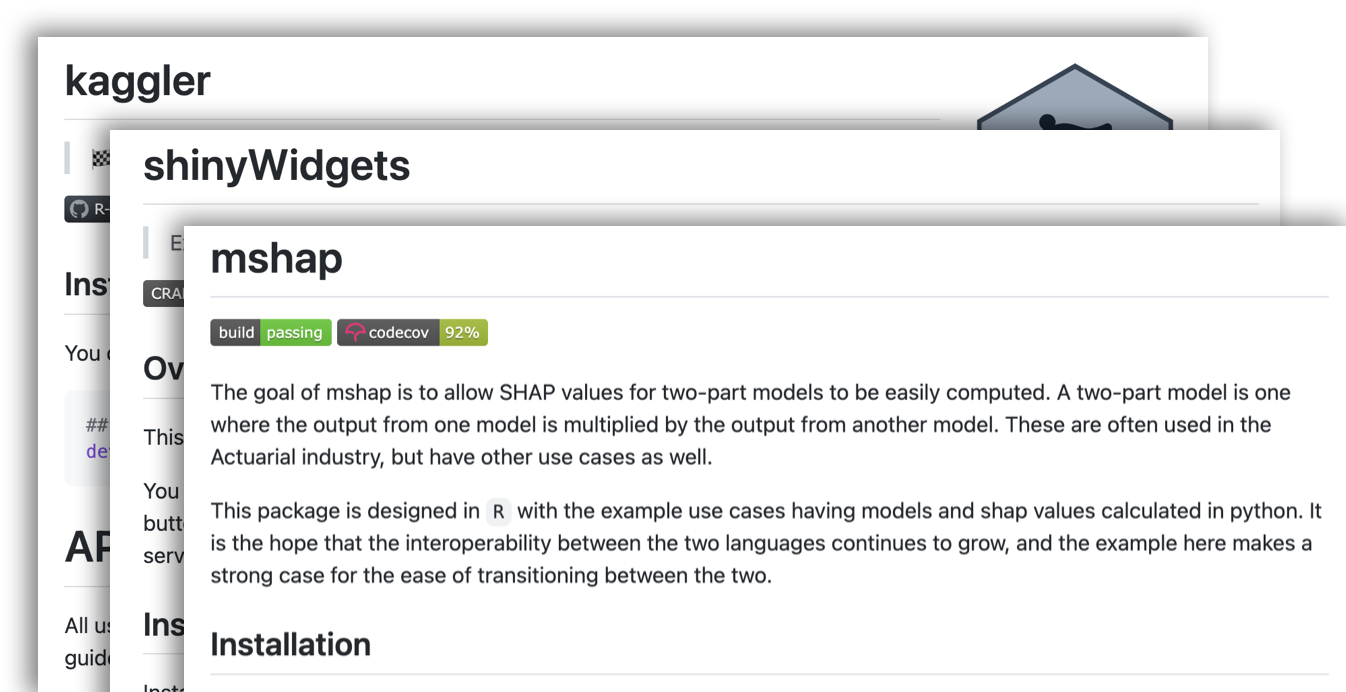 kaggler
R-
Ins
You
##
de
AP
All us
guide
shinyWidgets
CRA
Ov
This
You
butt
serv
Ins
mshap
build passing codecov 92%
The goal of mshap is to allow SHAP values for two-part models to be easily computed. A two-part model is one
where the output from one model is multiplied by the output from another model. These are often used in the
Actuarial industry, but have other use cases as well.
This package is designed in R with the example use cases having models and shap values calculated in python. It
is the hope that the interoperability between the two languages continues to grow, and the example here makes a
strong case for the ease of transitioning between the two.
Installation